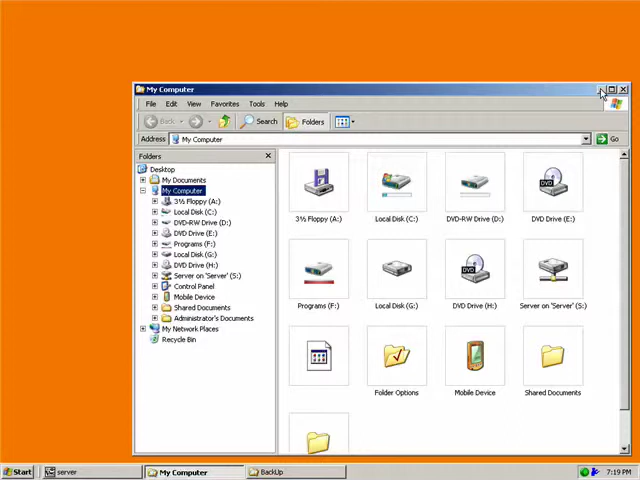 My Computer
File Edit View Favorites Tools Help
Back Search Folders
Address My Computer Go
Folders
Desktop
My Documents
My Computer
3½ Floppy (A:)
Local Disk (C:)
DVD-RW Drive (D:)
DVD Drive (E:)
Programs (F:)
Local Disk (G:)
DVD Drive (H:)
Server on 'Server' (S:)
Control Panel
Mobile Device
Shared Documents
Administrator's Documents
My Network Places
Recycle Bin
3½ Floppy (A:) Local Disk (C:) DVD-RW Drive (D:) DVD Drive (E:)
DVD DVD
Programs (F:) Local Disk (G:) DVD Drive (H:) Server on 'Server' (S:)
Folder Options Mobile Device Shared Documents
Start server My Computer BackUp 7:19 PM